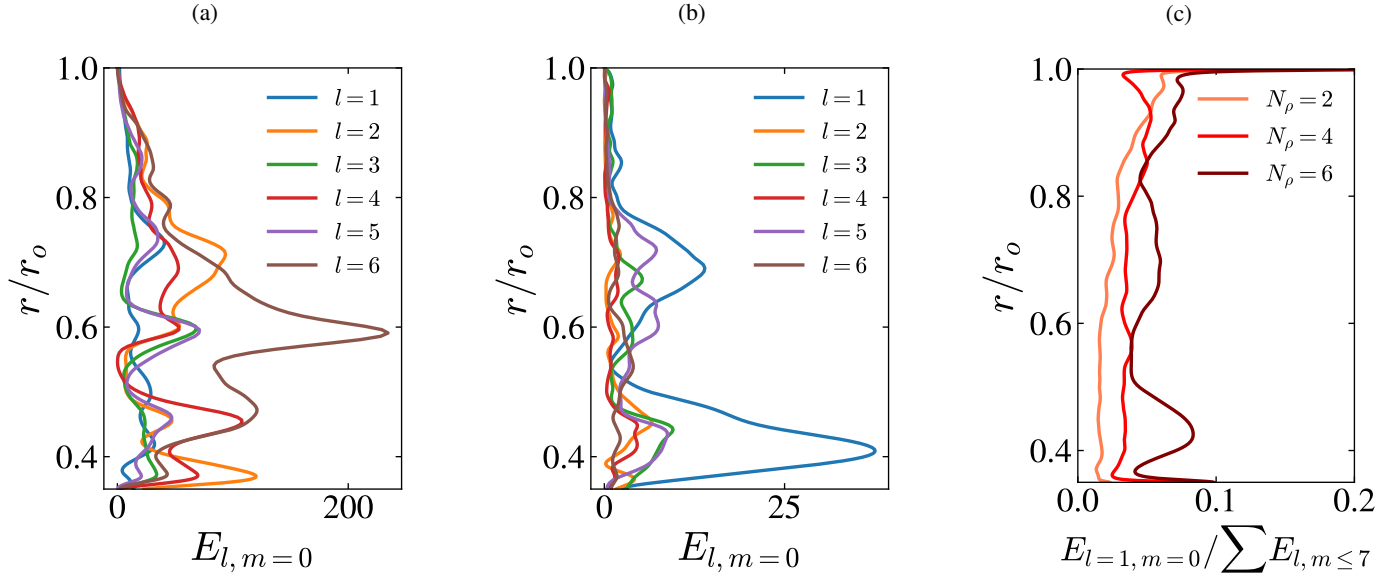 (a)
1.0
0.8
0.6
0.4
0
200
r/r_o
E_{l, m=0}
l=1
l=2
l=3
l=4
l=5
l=6
(b)
1.0
0.8
0.6
0.4
0
25
r/r_o
E_{l, m=0}
l=1
l=2
l=3
l=4
l=5
l=6
(c)
1.0
0.8
0.6
0.4
0.0
0.1
0.2
r/r_o
E_{l=1, m=0}/∑E_{l, m≤7}
N_ρ=2
N_ρ=4
N_ρ=6